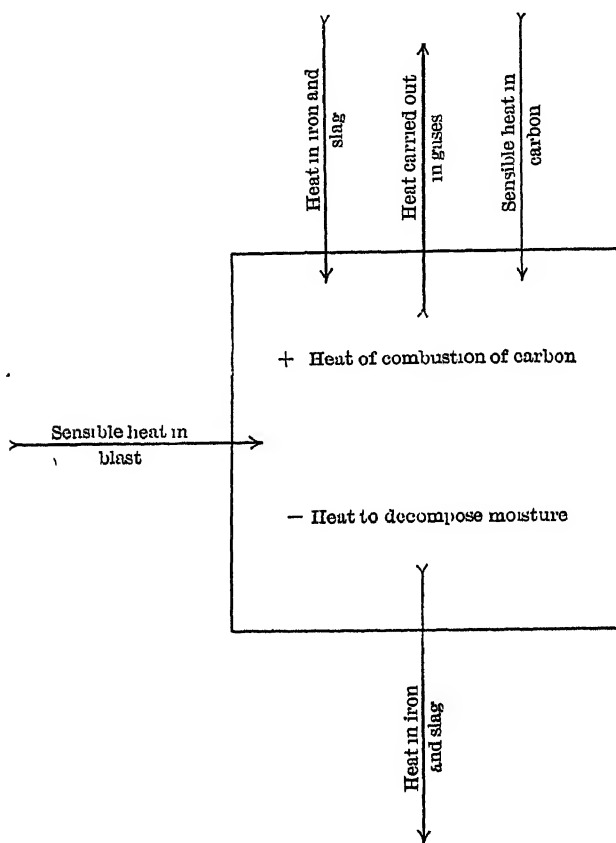 Heat in iron and
slag
Heat carried out
in gases
Sensible heat in
carbon
+ Heat of combustion of carbon
Sensible heat in
blast
− Heat to decompose moisture
Heat in iron
and slag